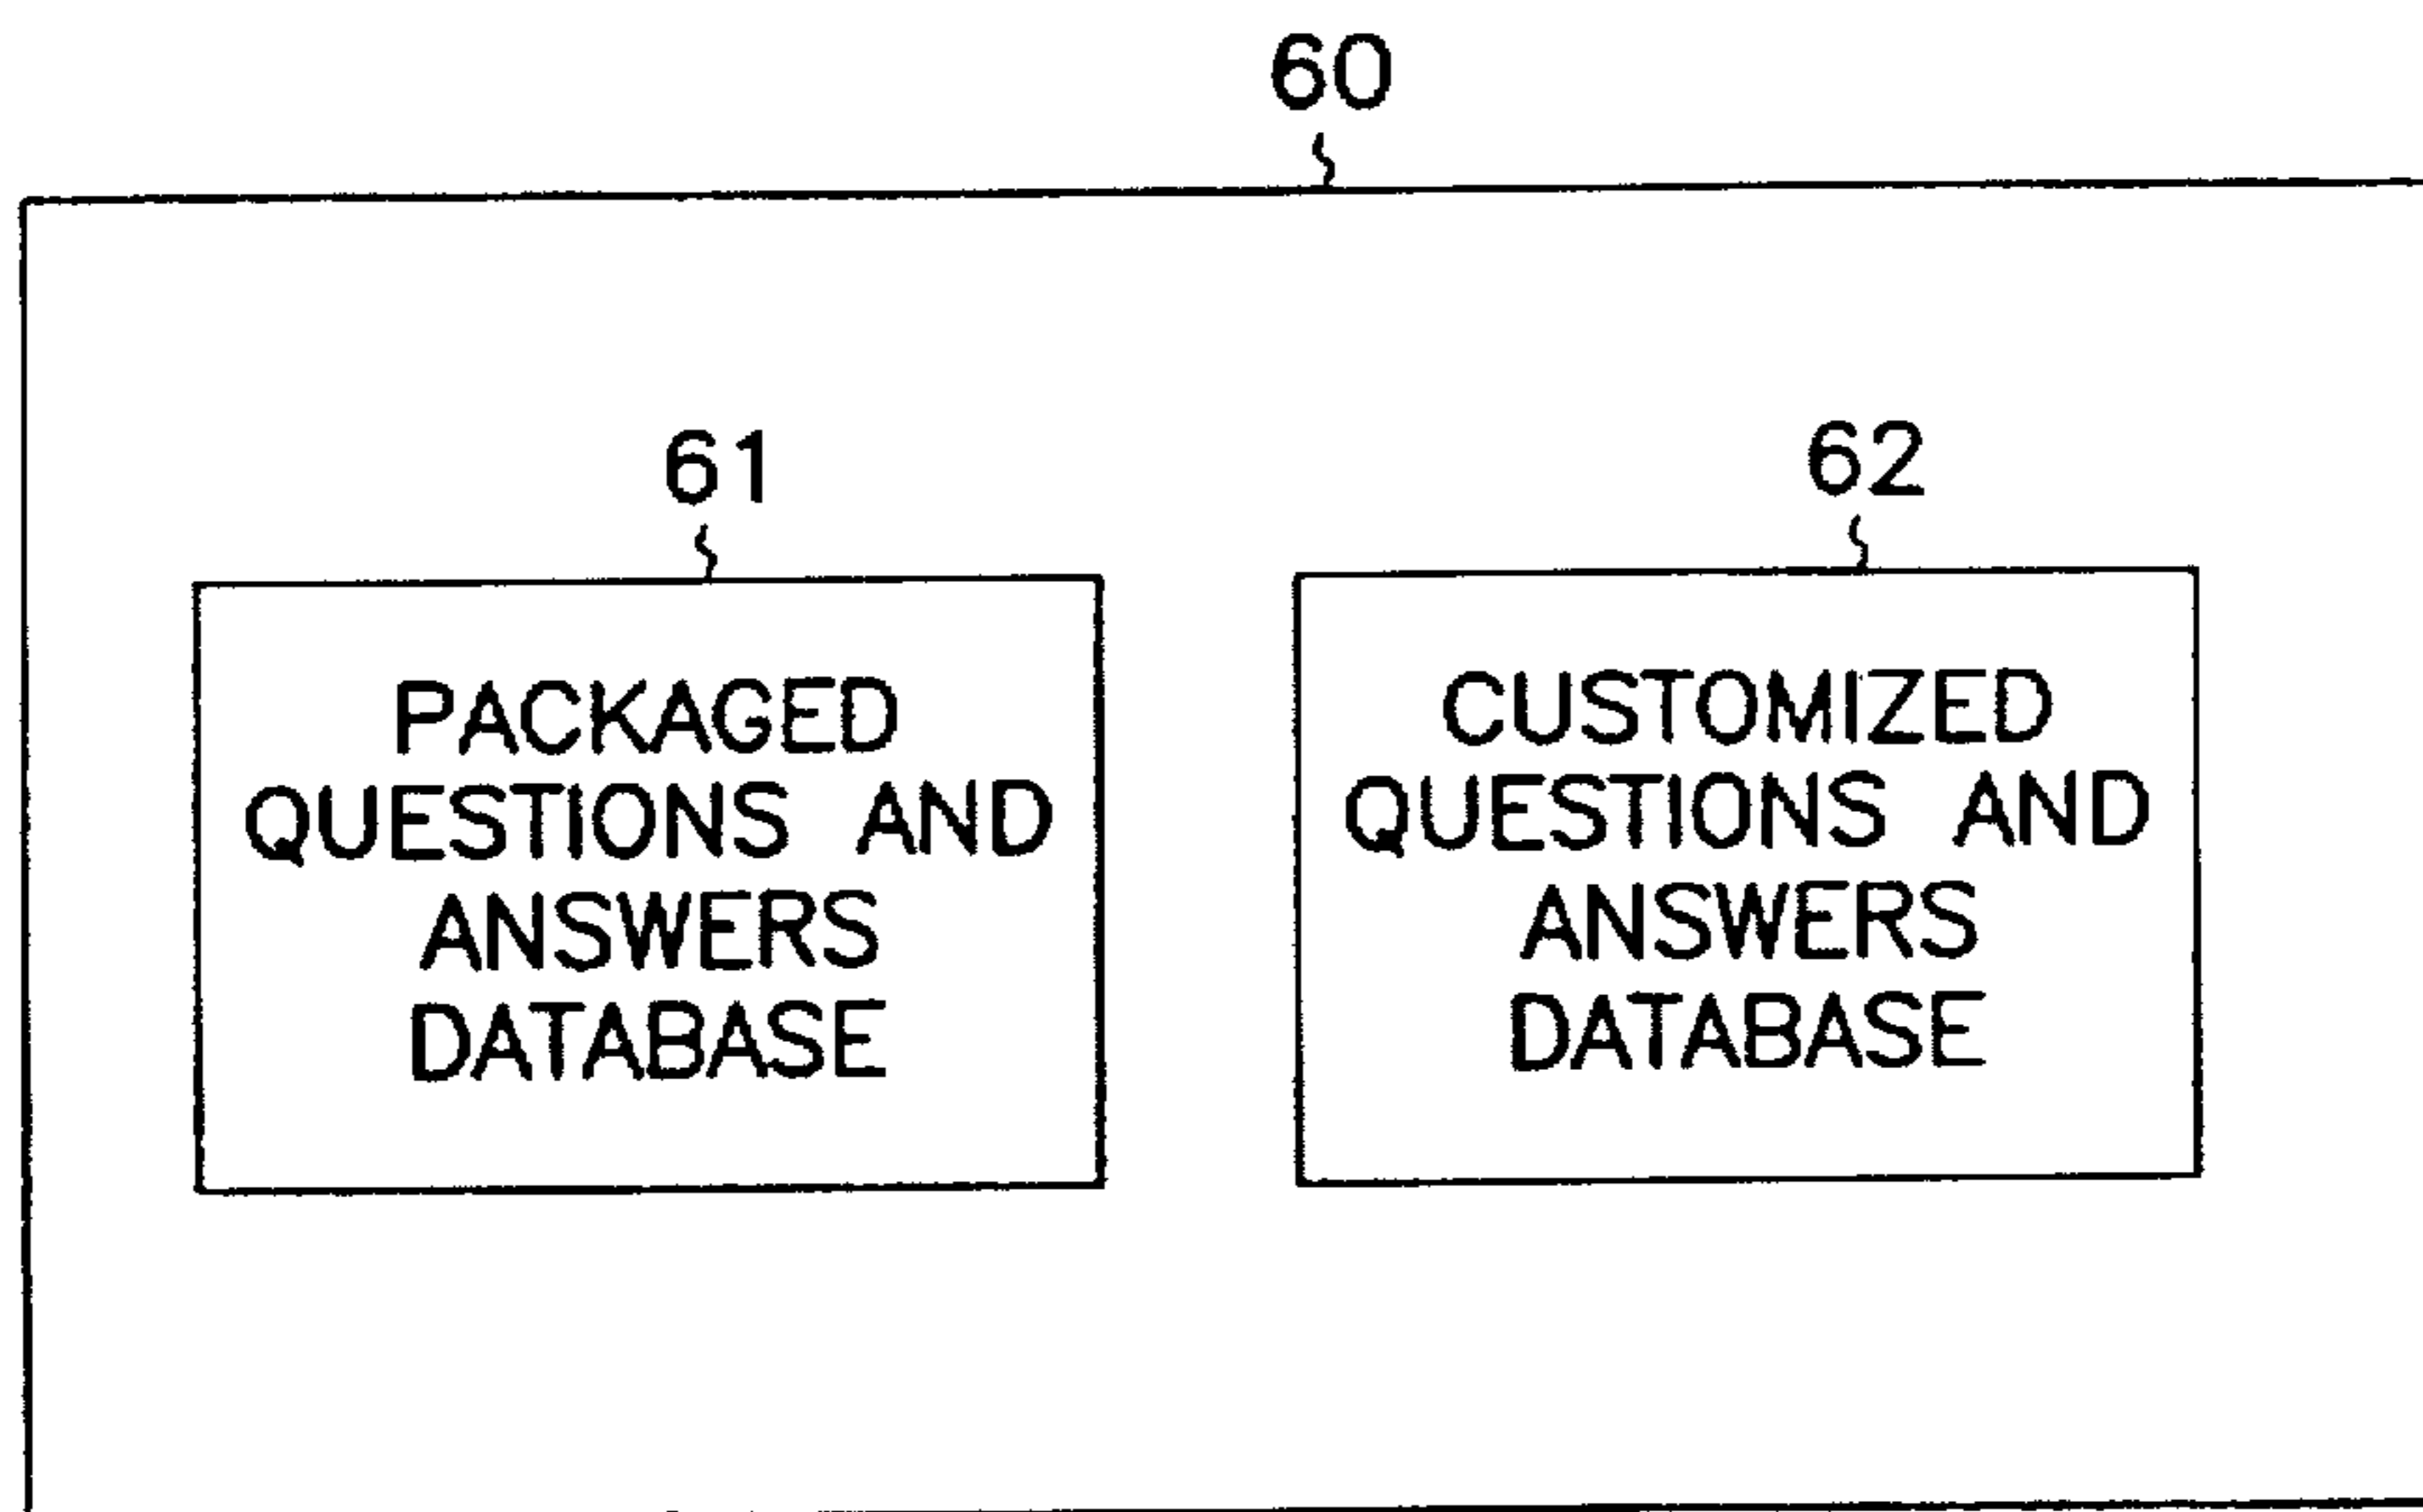 60
61
PACKAGED
QUESTIONS AND
ANSWERS
DATABASE
62
CUSTOMIZED
QUESTIONS AND
ANSWERS
DATABASE